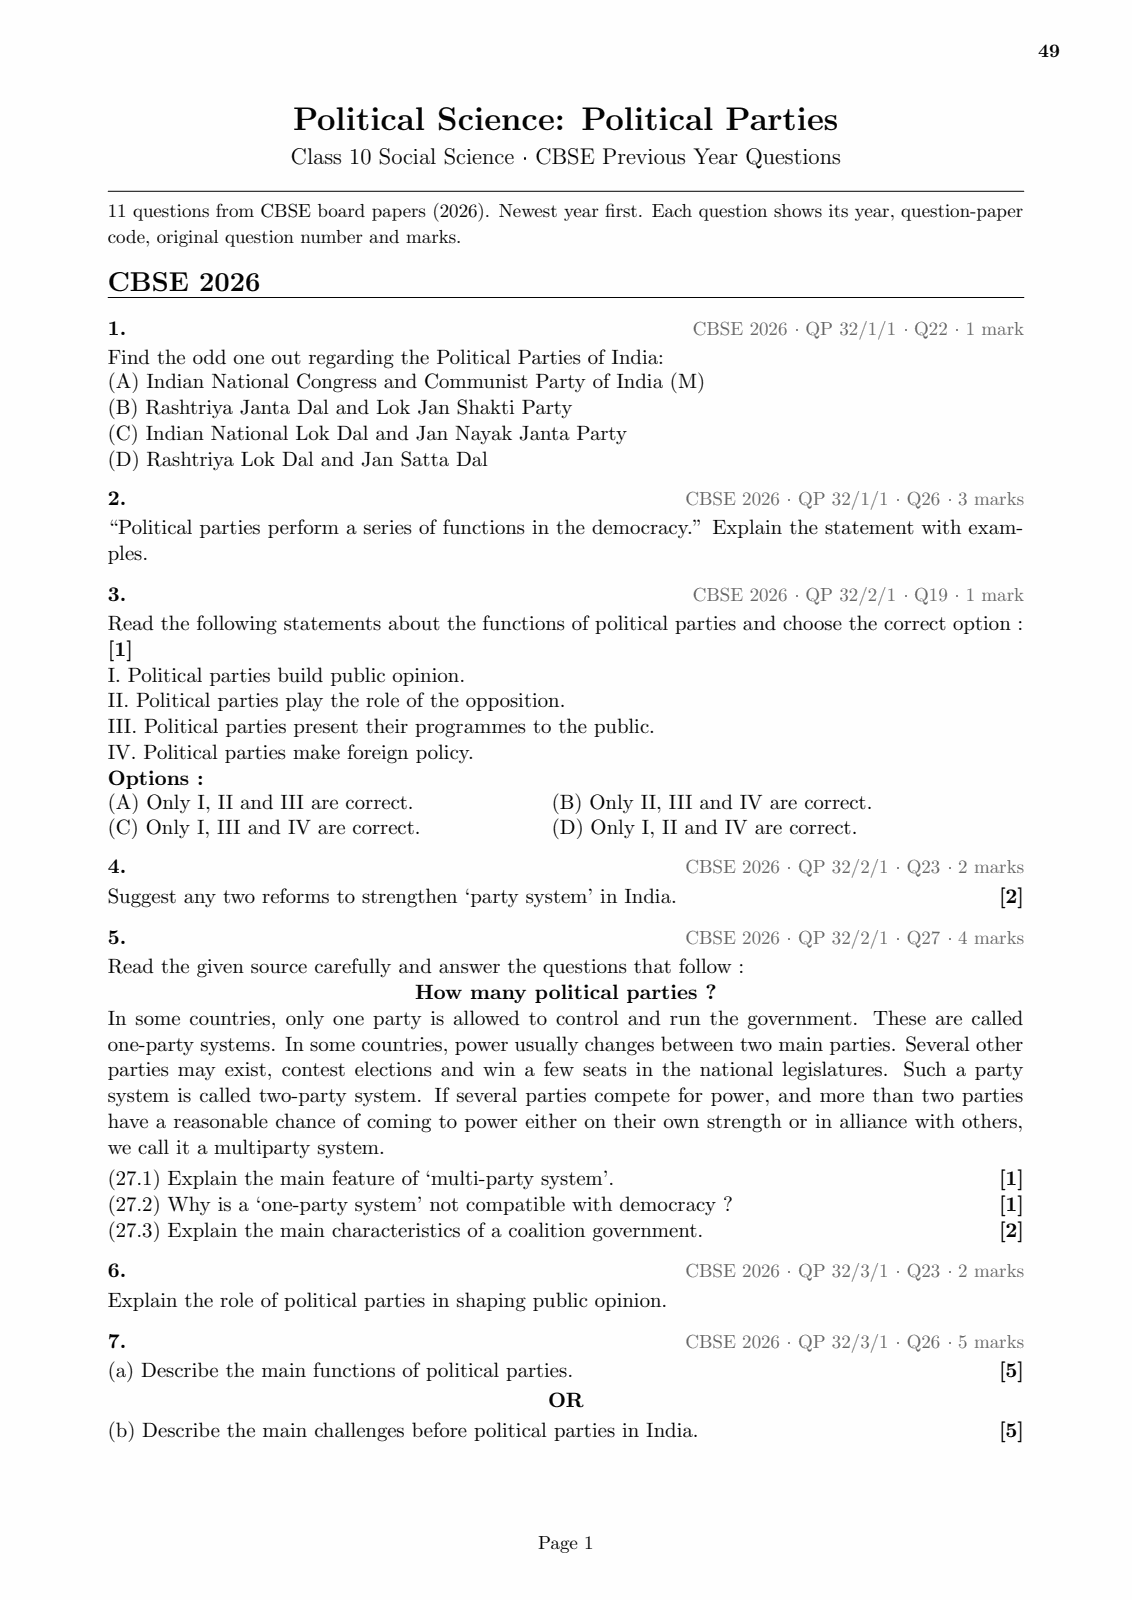 49
Political Science: Political Parties
Class 10 Social Science · CBSE Previous Year Questions
11 questions from CBSE board papers (2026). Newest year first. Each question shows its year, question-paper
code, original question number and marks.
CBSE 2026
1. CBSE 2026 · QP 32/1/1 · Q22 · 1 mark
Find the odd one out regarding the Political Parties of India:
(A) Indian National Congress and Communist Party of India (M)
(B) Rashtriya Janta Dal and Lok Jan Shakti Party
(C) Indian National Lok Dal and Jan Nayak Janta Party
(D) Rashtriya Lok Dal and Jan Satta Dal
2. CBSE 2026 · QP 32/1/1 · Q26 · 3 marks
“Political parties perform a series of functions in the democracy.” Explain the statement with exam-
ples.
3. CBSE 2026 · QP 32/2/1 · Q19 · 1 mark
Read the following statements about the functions of political parties and choose the correct option :
[1]
I. Political parties build public opinion.
II. Political parties play the role of the opposition.
III. Political parties present their programmes to the public.
IV. Political parties make foreign policy.
Options :
(A) Only I, II and III are correct. (B) Only II, III and IV are correct.
(C) Only I, III and IV are correct. (D) Only I, II and IV are correct.
4. CBSE 2026 · QP 32/2/1 · Q23 · 2 marks
Suggest any two reforms to strengthen ‘party system’ in India. [2]
5. CBSE 2026 · QP 32/2/1 · Q27 · 4 marks
Read the given source carefully and answer the questions that follow :
How many political parties ?
In some countries, only one party is allowed to control and run the government. These are called
one-party systems. In some countries, power usually changes between two main parties. Several other
parties may exist, contest elections and win a few seats in the national legislatures. Such a party
system is called two-party system. If several parties compete for power, and more than two parties
have a reasonable chance of coming to power either on their own strength or in alliance with others,
we call it a multiparty system.
(27.1) Explain the main feature of ‘multi-party system’. [1]
(27.2) Why is a ‘one-party system’ not compatible with democracy ? [1]
(27.3) Explain the main characteristics of a coalition government. [2]
6. CBSE 2026 · QP 32/3/1 · Q23 · 2 marks
Explain the role of political parties in shaping public opinion.
7. CBSE 2026 · QP 32/3/1 · Q26 · 5 marks
(a) Describe the main functions of political parties. [5]
OR
(b) Describe the main challenges before political parties in India. [5]
Page 1